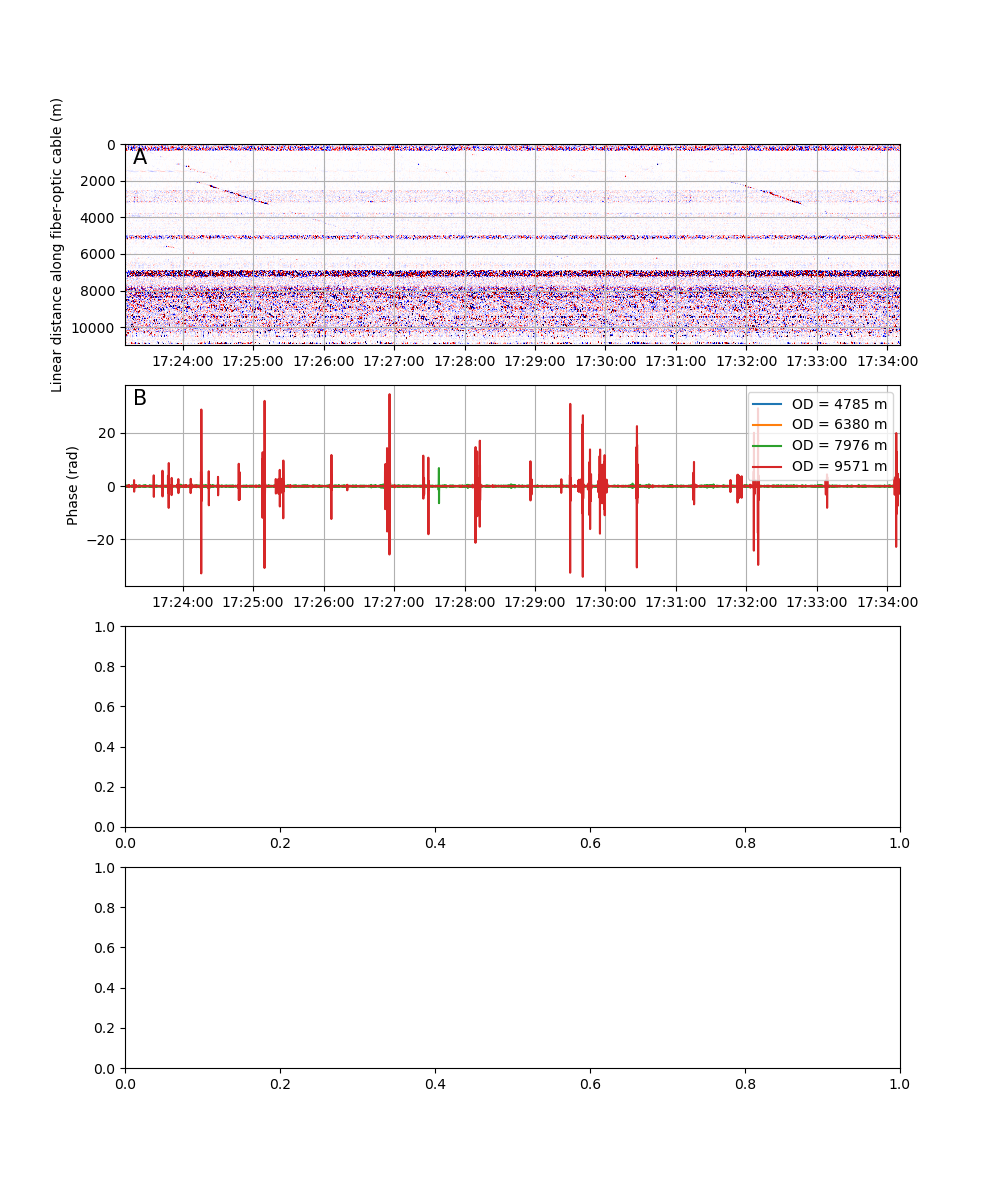 Linear distance along fiber-optic cable (m)
A
0
2000
4000
6000
8000
10000
17:24:00 17:25:00 17:26:00 17:27:00 17:28:00 17:29:00 17:30:00 17:31:00 17:32:00 17:33:00 17:34:00
Phase (rad)
B
20
0
−20
OD = 4785 m
OD = 6380 m
OD = 7976 m
OD = 9571 m
17:24:00 17:25:00 17:26:00 17:27:00 17:28:00 17:29:00 17:30:00 17:31:00 17:32:00 17:33:00 17:34:00
1.0
0.8
0.6
0.4
0.2
0.0
0.0 0.2 0.4 0.6 0.8 1.0
1.0
0.8
0.6
0.4
0.2
0.0
0.0 0.2 0.4 0.6 0.8 1.0